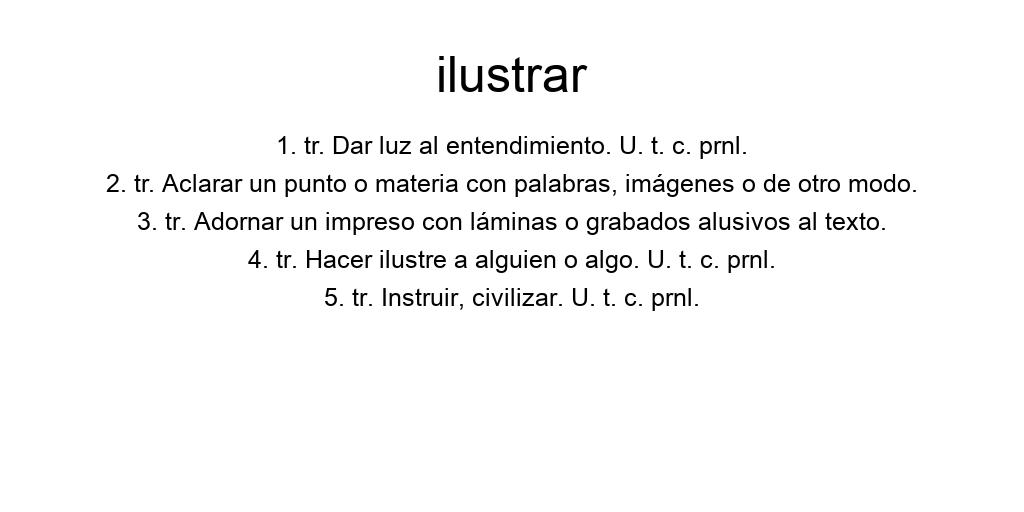 ilustrar
1. tr. Dar luz al entendimiento. U. t. c. prnl.
2. tr. Aclarar un punto o materia con palabras, imágenes o de otro modo.
3. tr. Adornar un impreso con láminas o grabados alusivos al texto.
4. tr. Hacer ilustre a alguien o algo. U. t. c. prnl.
5. tr. Instruir, civilizar. U. t. c. prnl.